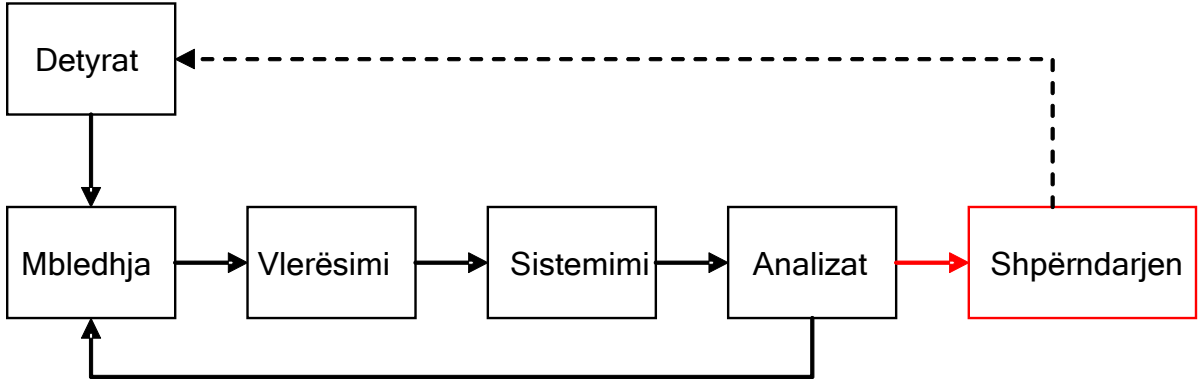 Detyrat
Mbledhja
Vlerësimi
Sistemimi
Analizat
Shpërndarjen